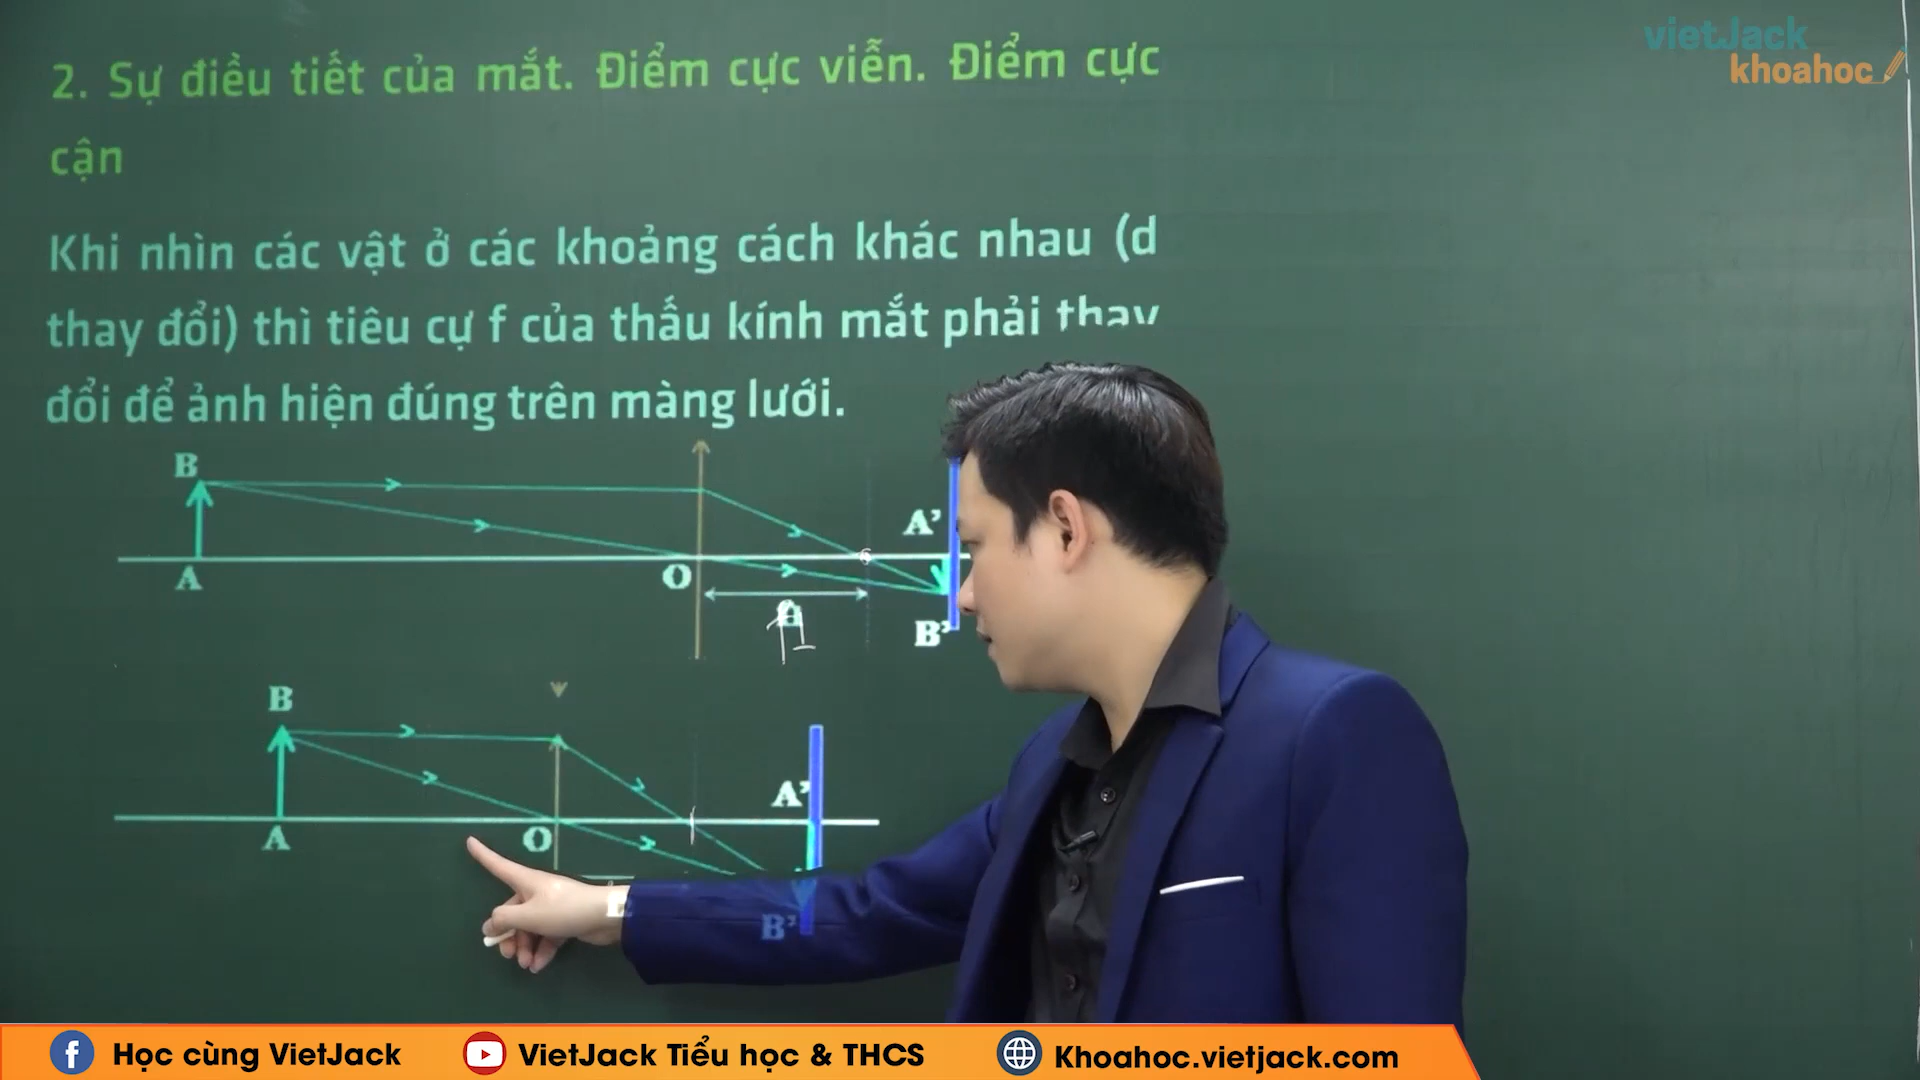 vietJack
khoahoc
2. Sự điều tiết của mắt. Điểm cực viễn. Điểm cực
cận
Khi nhìn các vật ở các khoảng cách khác nhau (d
thay đổi) thì tiêu cự f của thấu kính mắt phải thay
đổi để ảnh hiện đúng trên màng lưới.
B
A
O
A'
B'
B
A
O
A'
B'
Học cùng VietJack
VietJack Tiểu học & THCS
Khoahoc.vietjack.com